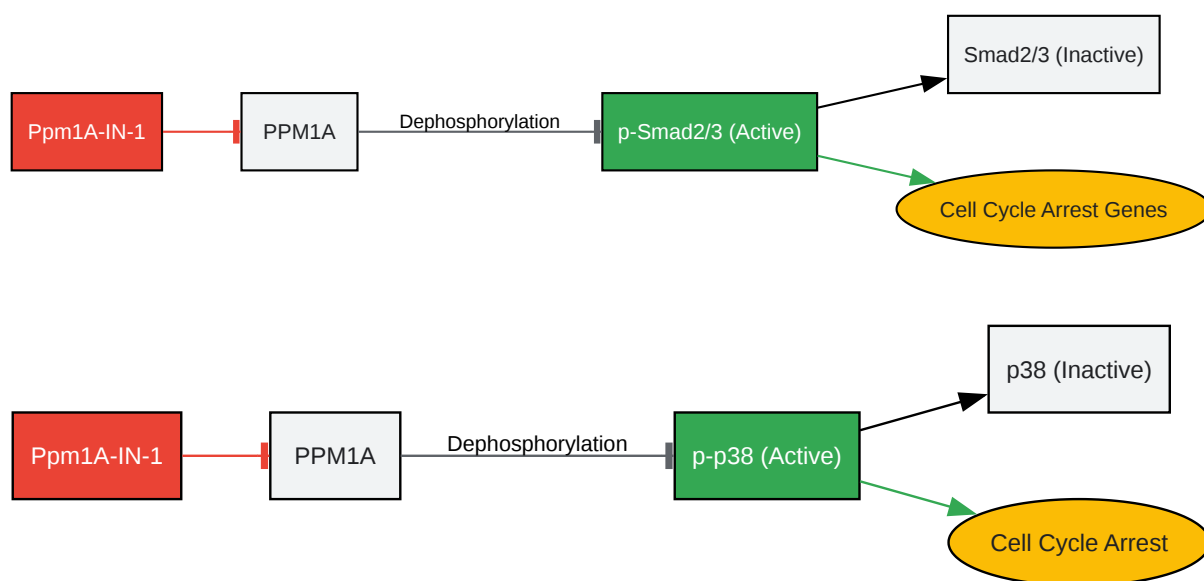 Smad2/3 (Inactive)
Ppm1A-IN-1
PPM1A
Dephosphorylation
p-Smad2/3 (Active)
Cell Cycle Arrest Genes
p38 (Inactive)
Ppm1A-IN-1
PPM1A
Dephosphorylation
p-p38 (Active)
Cell Cycle Arrest